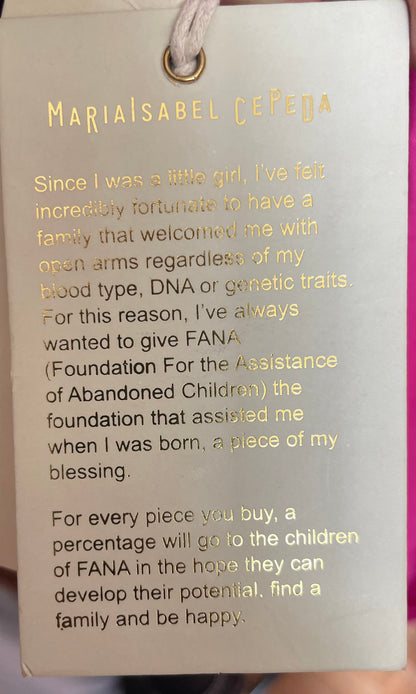 MARIAISABEL CEPEDA
Since I was a little girl, I've felt
incredibly fortunate to have a
family that welcomed me with
open arms regardless of my
blood type, DNA or genetic traits.
For this reason, I've always
wanted to give FANA
(Foundation For the Assistance
of Abandoned Children) the
foundation that assisted me
when I was born, a piece of my
blessing.
For every piece you buy, a
percentage will go to the children
of FANA in the hope they can
develop their potential, find a
family and be happy.